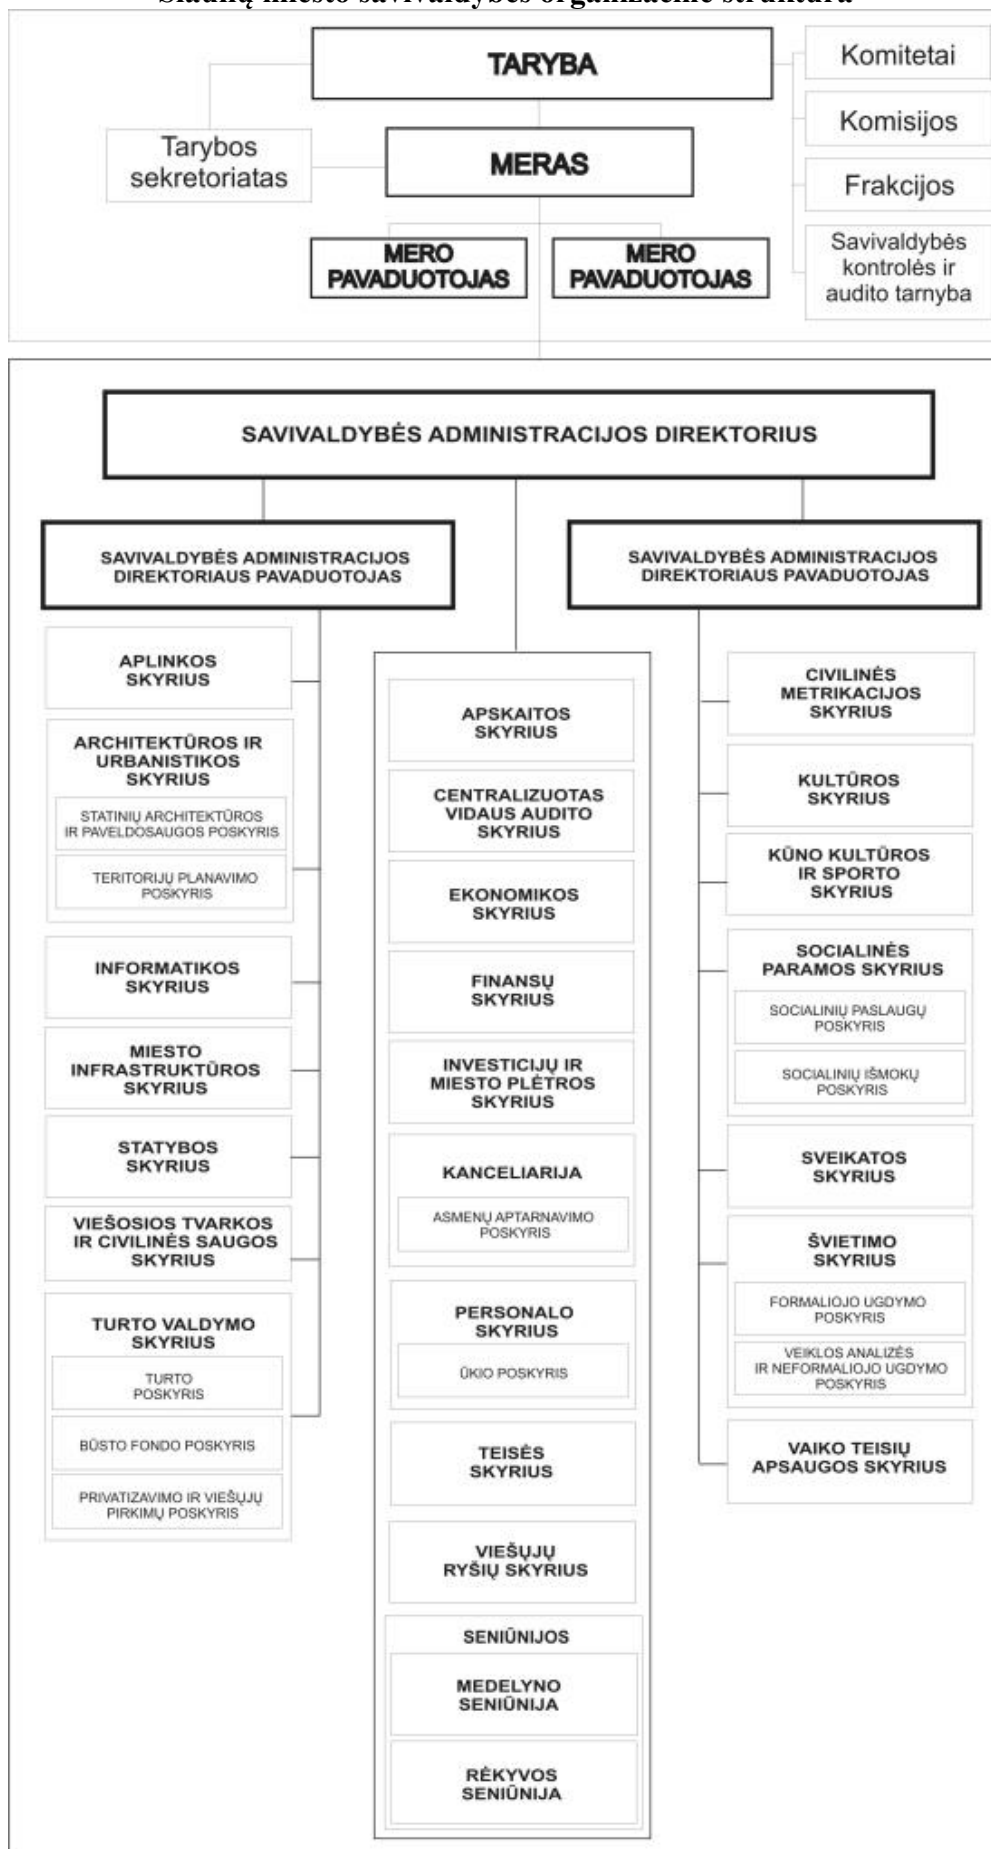 Šiaulių miesto savivaldybės organizacinė struktūra
TARYBA
Komitetai
Komisijos
Frakcijos
Savivaldybės
kontrolės ir
audito tarnyba
Tarybos
sekretoriatas
MERAS
MERO
PAVADUOTOJAS
MERO
PAVADUOTOJAS
SAVIVALDYBĖS ADMINISTRACIJOS DIREKTORIUS
SAVIVALDYBĖS ADMINISTRACIJOS
DIREKTORIAUS PAVADUOTOJAS
SAVIVALDYBĖS ADMINISTRACIJOS
DIREKTORIAUS PAVADUOTOJAS
APLINKOS
SKYRIUS
ARCHITEKTŪROS IR
URBANISTIKOS
SKYRIUS
STATINIŲ ARCHITEKTŪROS
IR PAVELDOSAUGOS POSKYRIS
TERITORIJŲ PLANAVIMO
POSKYRIS
INFORMATIKOS
SKYRIUS
MIESTO
INFRASTRUKTŪROS
SKYRIUS
STATYBOS
SKYRIUS
VIEŠOSIOS TVARKOS
IR CIVILINĖS SAUGOS
SKYRIUS
TURTO VALDYMO
SKYRIUS
TURTO
POSKYRIS
BŪSTO FONDO POSKYRIS
PRIVATIZAVIMO IR VIEŠŲJŲ
PIRKIMŲ POSKYRIS
APSKAITOS
SKYRIUS
CENTRALIZUOTAS
VIDAUS AUDITO
SKYRIUS
EKONOMIKOS
SKYRIUS
FINANSŲ
SKYRIUS
INVESTICIJŲ IR
MIESTO PLĖTROS
SKYRIUS
KANCELIARIJA
ASMENŲ APTARNAVIMO
POSKYRIS
PERSONALO
SKYRIUS
ŪKIO POSKYRIS
TEISĖS
SKYRIUS
VIEŠŲJŲ
RYŠIŲ SKYRIUS
SENIŪNIJOS
MEDELYNO
SENIŪNIJA
RĖKYVOS
SENIŪNIJA
CIVILINĖS
METRIKACIJOS
SKYRIUS
KULTŪROS
SKYRIUS
KŪNO KULTŪROS
IR SPORTO
SKYRIUS
SOCIALINĖS
PARAMOS SKYRIUS
SOCIALINIŲ PASLAUGŲ
POSKYRIS
SOCIALINIŲ IŠMOKŲ
POSKYRIS
SVEIKATOS
SKYRIUS
ŠVIETIMO
SKYRIUS
FORMALIOJO UGDYMO
POSKYRIS
VEIKLOS ANALIZĖS
IR NEFORMALIOJO UGDYMO
POSKYRIS
VAIKO TEISIŲ
APSAUGOS SKYRIUS